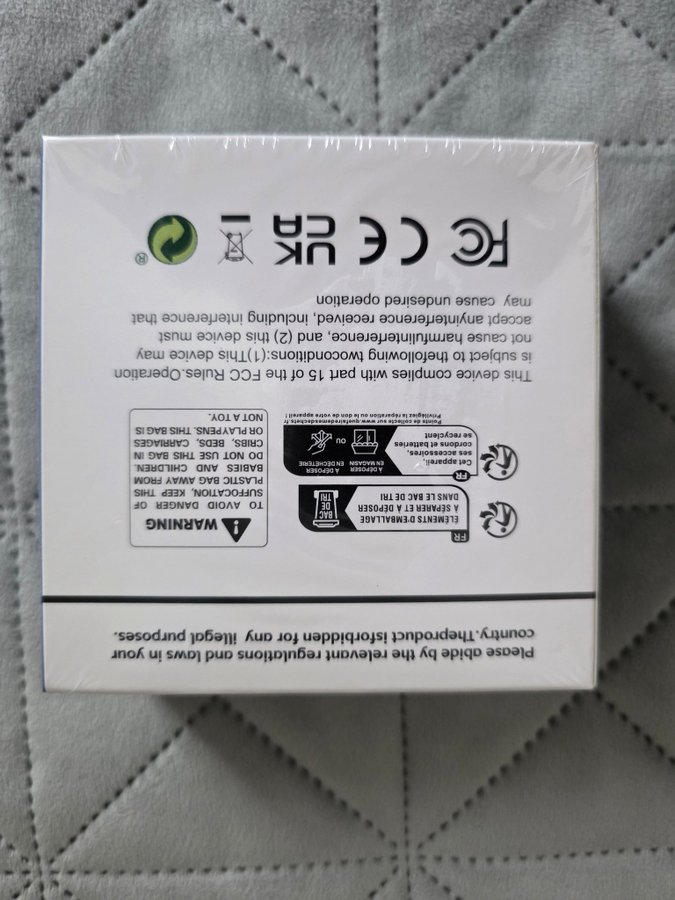 Please abide by the relevant regulations and laws in your
country.Theproduct isforbidden for any illegal purposes.
FR
ÉLÉMENTS D'EMBALLAGE
À SÉPARER ET À DÉPOSER
DANS LE BAC DE TRI
BAC
DE
TRI
FR
Cet appareil,
ses accessoires,
cordons et batteries
se recyclent
À DÉPOSER
EN MAGASIN
OU
À DÉPOSER
EN DÉCHÈTERIE
Points de collecte sur www.quefairedemesdechets.fr
Privilégiez la réparation ou le don de votre appareil !
WARNING
TO AVOID DANGER OF
SUFFOCATION, KEEP THIS
PLASTIC BAG AWAY FROM
BABIES AND CHILDREN.
DO NOT USE THIS BAG IN
CRIBS, BEDS, CARRIAGES
OR PLAYPENS. THIS BAG IS
NOT A TOY.
This device complies with part 15 of the FCC Rules.Operation
is subject to thefollowing twoconditions:(1)This device may
not cause harmfulinterference, and (2) this device must
accept anyinterference received, including interference that
may cause undesired operation
FC CE UK CA ®